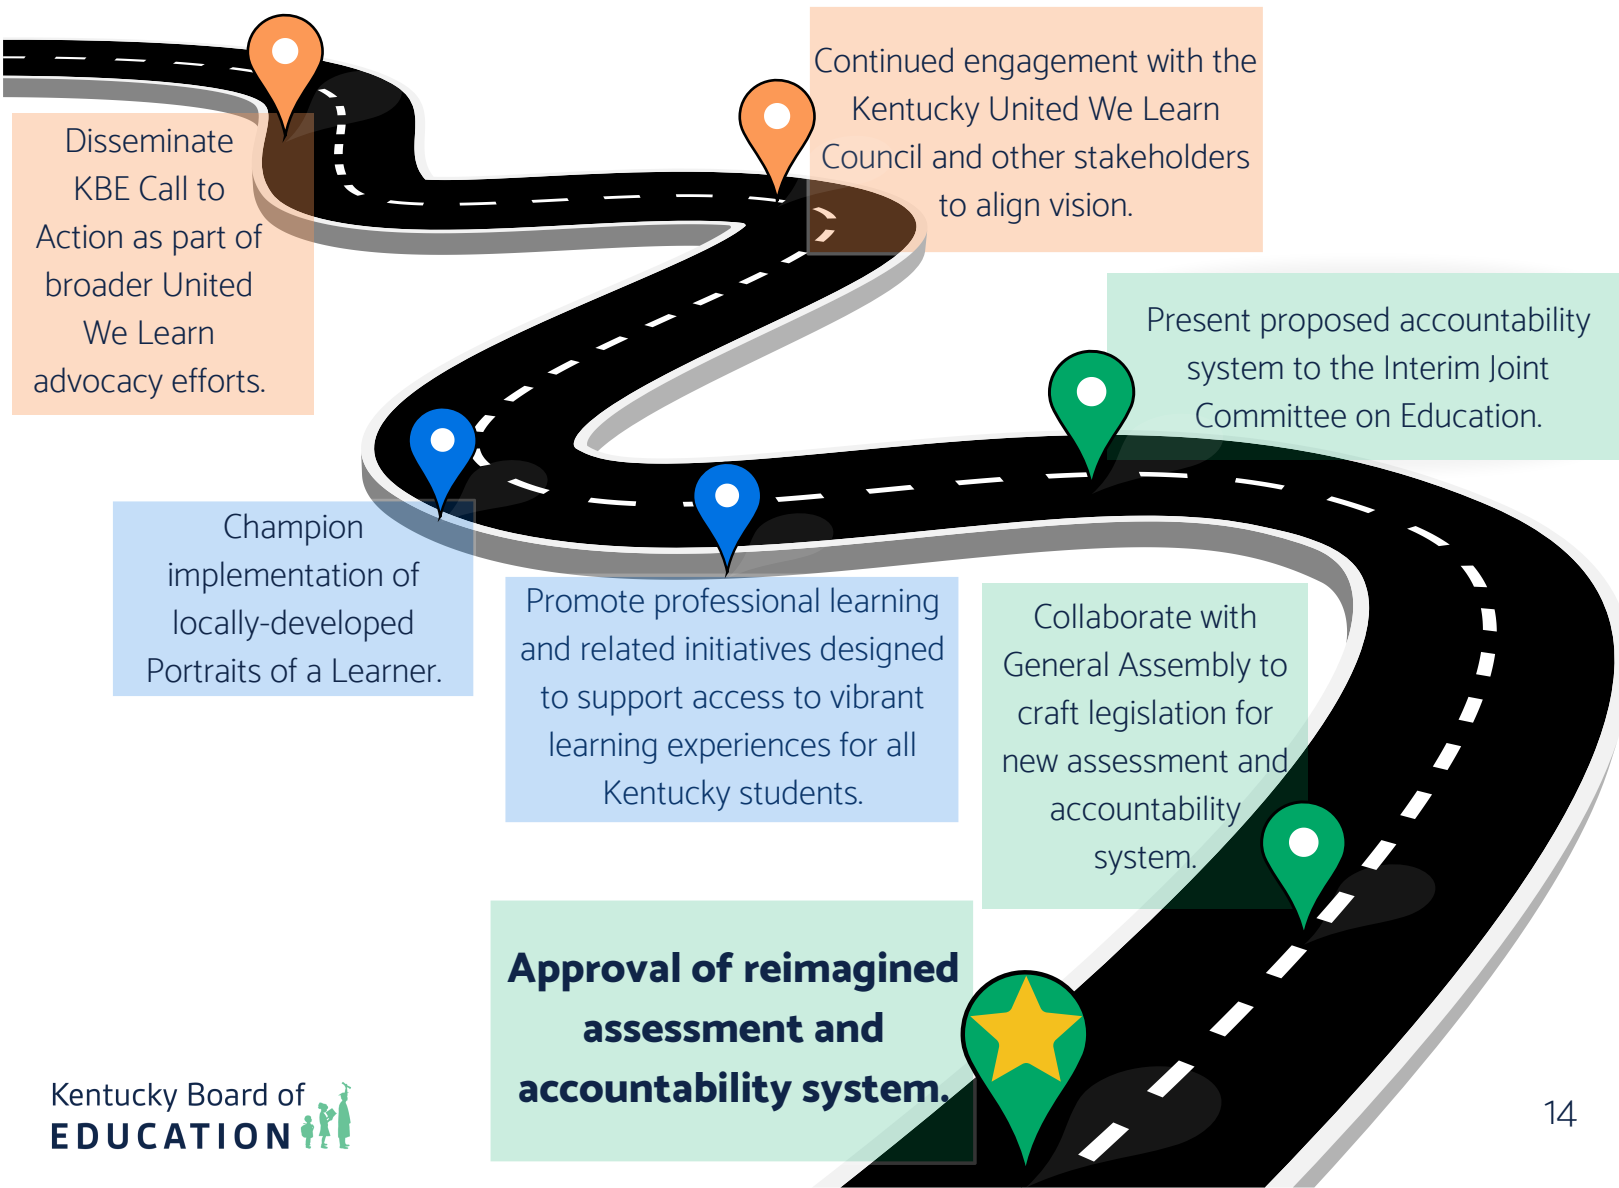 Disseminate
KBE Call to
Action as part of
broader United
We Learn
advocacy efforts.
Continued engagement with the
Kentucky United We Learn
Council and other stakeholders
to align vision.
Champion
implementation of
locally-developed
Portraits of a Learner.
Promote professional learning
and related initiatives designed
to support access to vibrant
learning experiences for all
Kentucky students.
Present proposed accountability
system to the Interim Joint
Committee on Education.
Collaborate with
General Assembly to
craft legislation for
new assessment and
accountability
system.
Approval of reimagined
assessment and
accountability system.
Kentucky Board of
EDUCATION
14